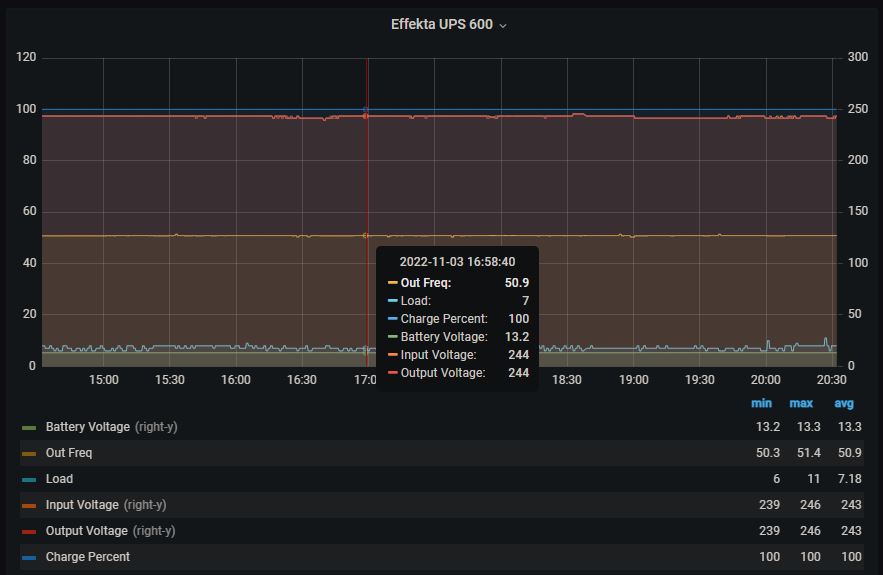 Effekta UPS 600
120 300
100 250
80 200
60 150
40 100
20 50
0 0
2022-11-03 16:58:40
Out Freq: 50.9
Load: 7
Charge Percent: 100
Battery Voltage: 13.2
Input Voltage: 244
Output Voltage: 244
15:00 15:30 16:00 16:30 17:0 18:30 19:00 19:30 20:00 20:30
min max avg
Battery Voltage (right-y) 13.2 13.3 13.3
Out Freq 50.3 51.4 50.9
Load 6 11 7.18
Input Voltage (right-y) 239 246 243
Output Voltage (right-y) 239 246 243
Charge Percent 100 100 100